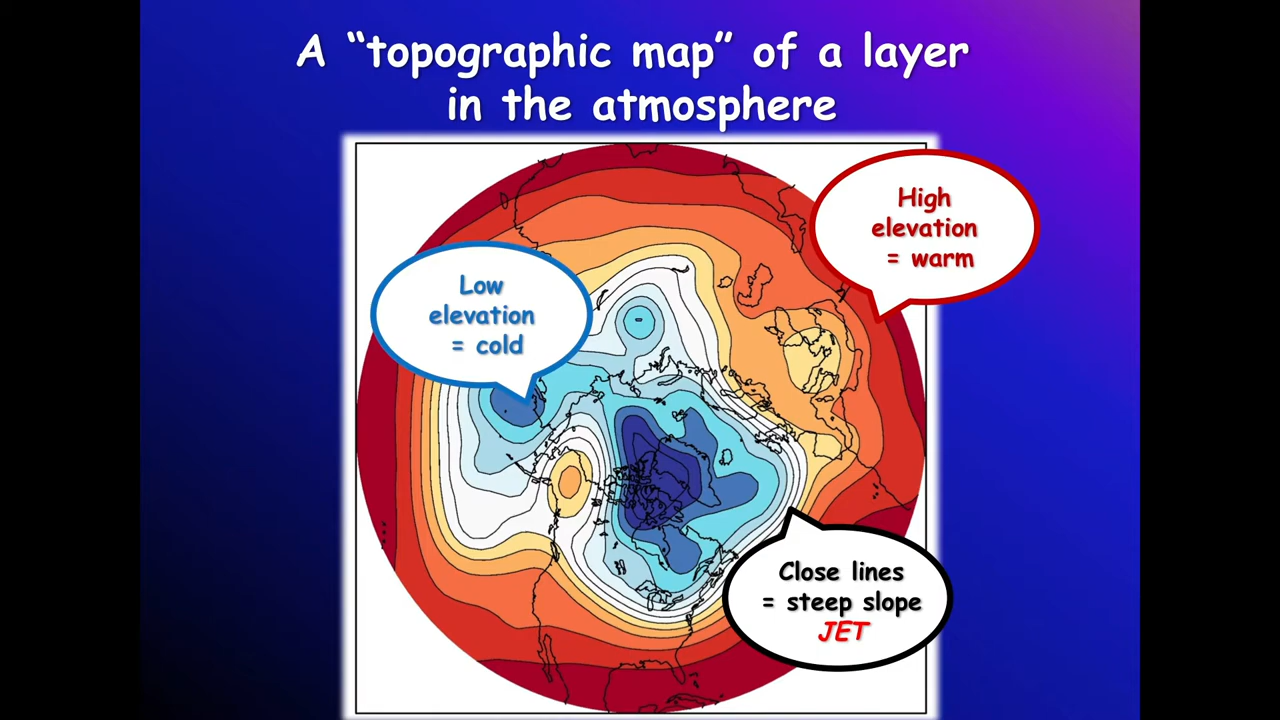 A “topographic map” of a layer
in the atmosphere
High
elevation
= warm
Low
elevation
= cold
Close lines
= steep slope
JET